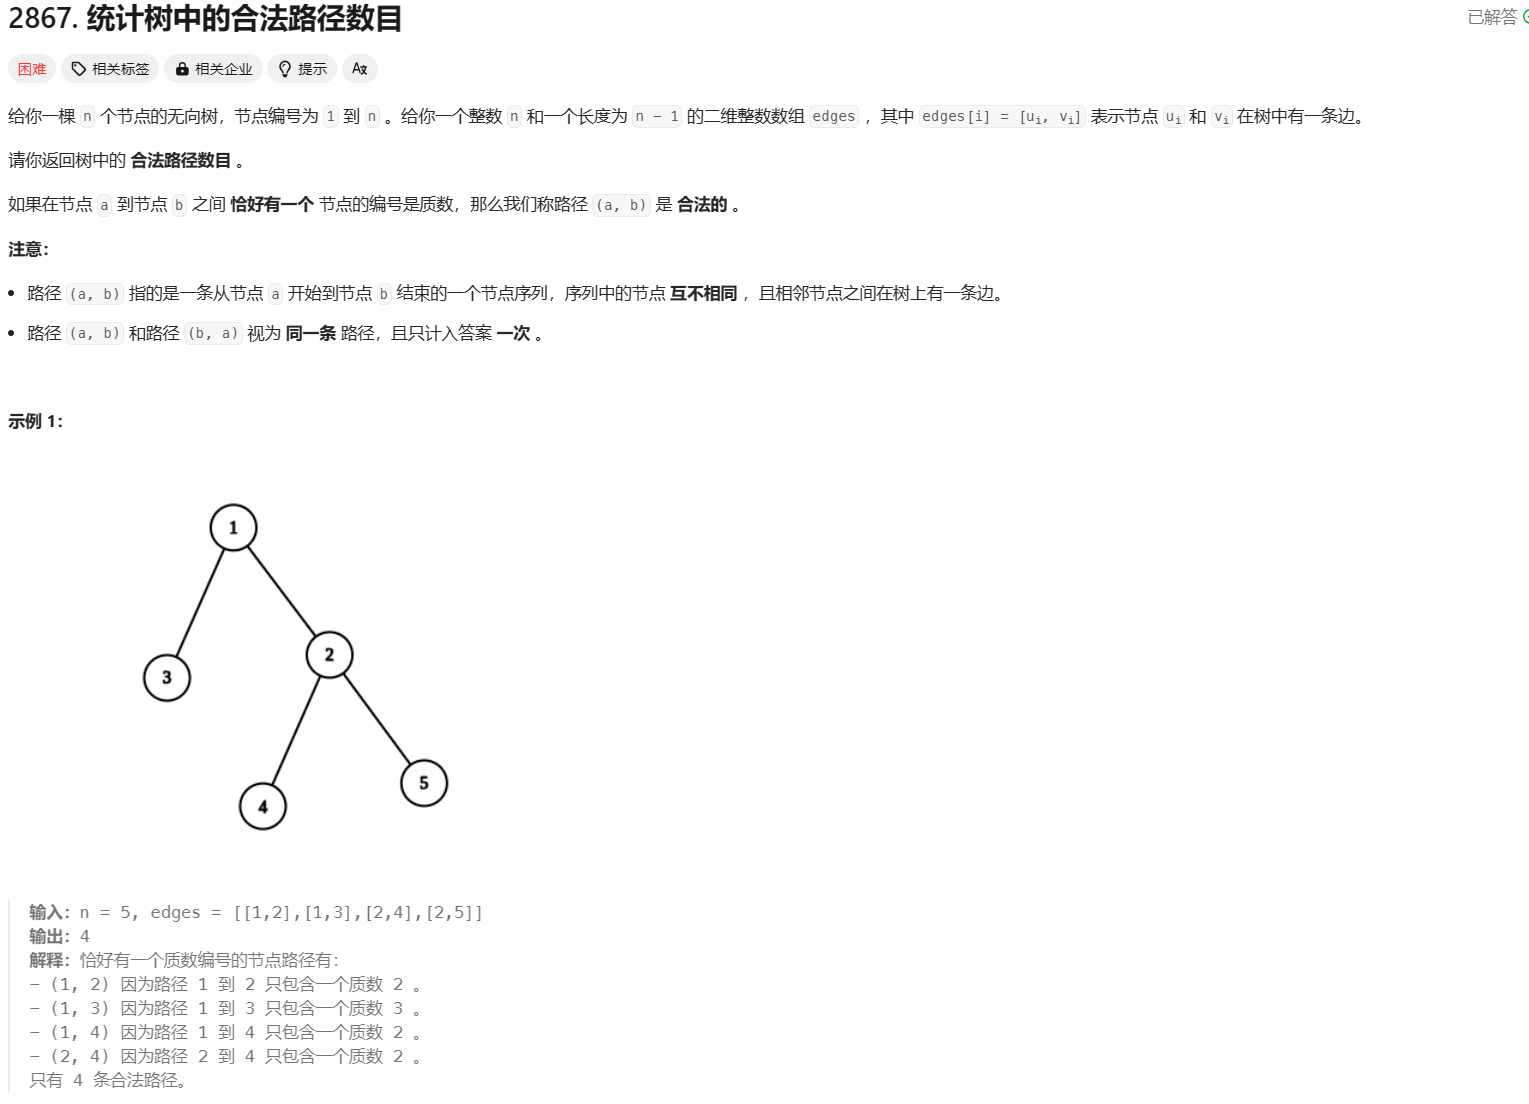 2867. 统计树中的合法路径数目
已解答
困难 相关标签 相关企业 提示
给你一棵 n 个节点的无向树，节点编号为 1 到 n 。给你一个整数 n 和一个长度为 n - 1 的二维整数数组 edges ，其中 edges[i] = [ui, vi] 表示节点 ui 和 vi 在树中有一条边。
请你返回树中的 合法路径数目 。
如果在节点 a 到节点 b 之间 恰好有一个 节点的编号是质数，那么我们称路径 (a, b) 是 合法的 。
注意：
• 路径 (a, b) 指的是一条从节点 a 开始到节点 b 结束的一个节点序列，序列中的节点 互不相同 ，且相邻节点之间在树上有一条边。
• 路径 (a, b) 和路径 (b, a) 视为 同一条 路径，且只计入答案 一次 。
示例 1：
1
2
3
5
4
输入：n = 5, edges = [[1,2],[1,3],[2,4],[2,5]]
输出：4
解释：恰好有一个质数编号的节点路径有：
- (1, 2) 因为路径 1 到 2 只包含一个质数 2 。
- (1, 3) 因为路径 1 到 3 只包含一个质数 3 。
- (1, 4) 因为路径 1 到 4 只包含一个质数 2 。
- (2, 4) 因为路径 2 到 4 只包含一个质数 2 。
只有 4 条合法路径。